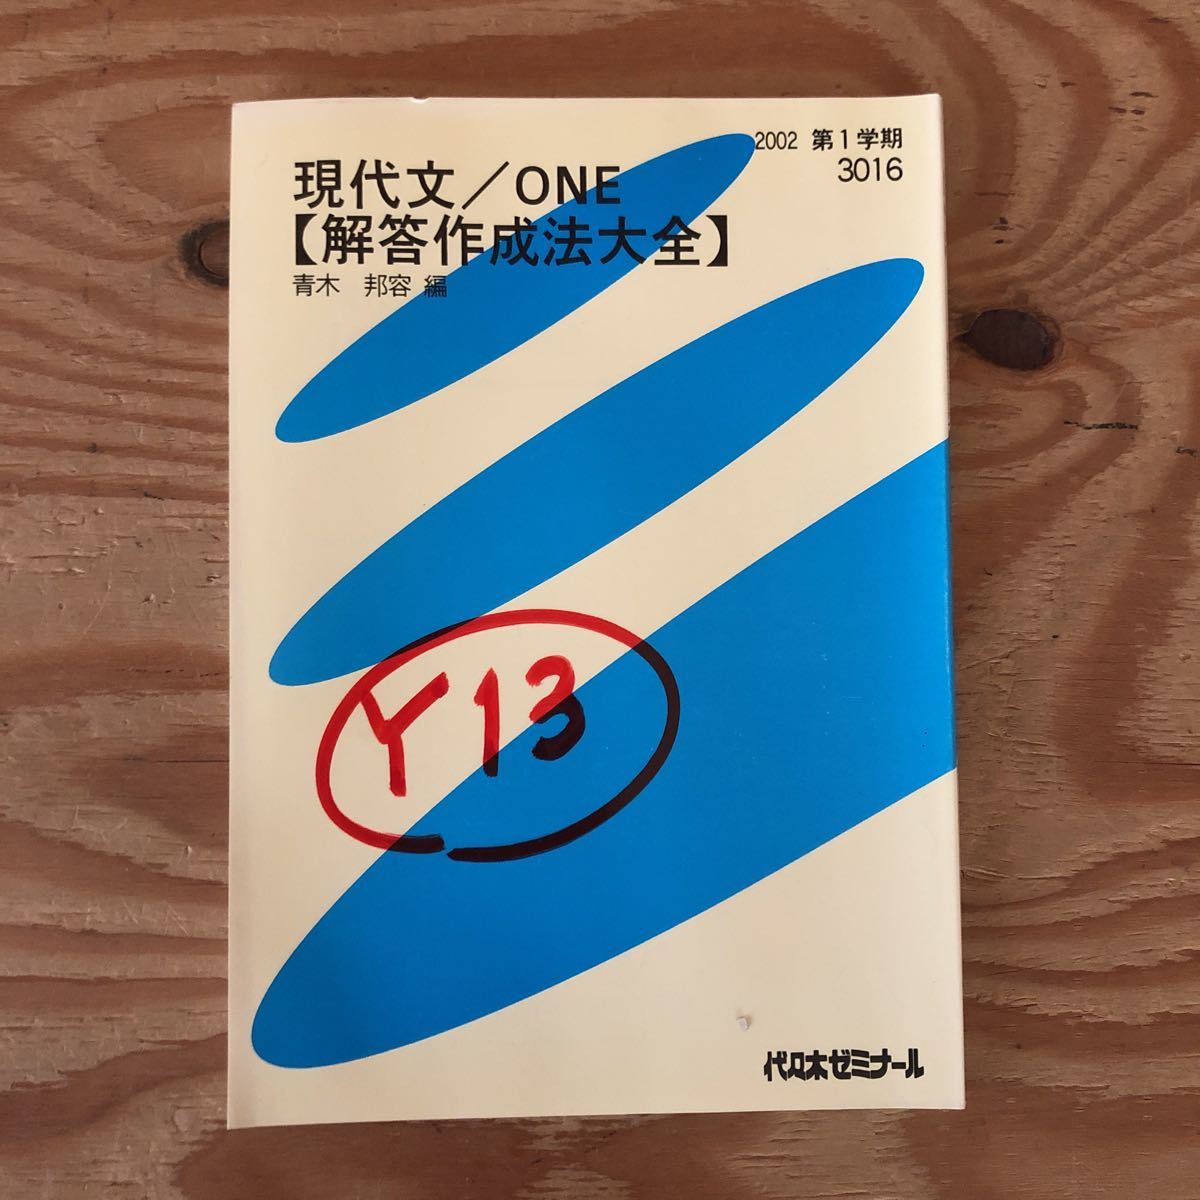 2002 第1学期
3016
現代文／ONE
【解答作成法大全】
青木 邦容 編
Y13
代々木ゼミナール